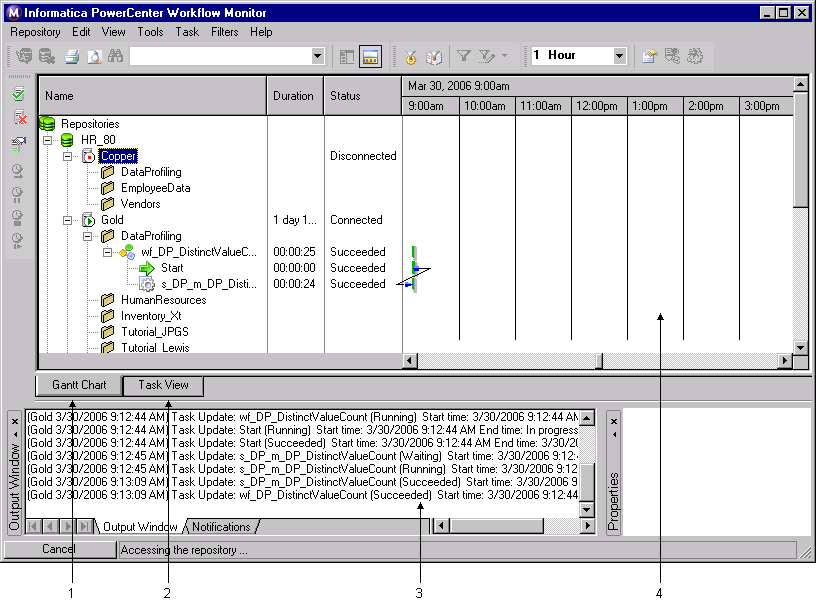 Informatica PowerCenter Workflow Monitor
Repository Edit View Tools Task Filters Help
1 Hour
Name Duration Status Mar 30, 2006 9:00am
9:00am 10:00am 11:00am 12:00pm 1:00pm 2:00pm 3:00pm
Repositories
HR_80
Copper Disconnected
DataProfiling
EmployeeData
Vendors
Gold 1 day 1... Connected
DataProfiling
wf_DP_DistinctValueC... 00:00:25 Succeeded
Start 00:00:00 Succeeded
s_DP_m_DP_Disti... 00:00:24 Succeeded
HumanResources
Inventory_Xt
Tutorial_JPGS
Tutorial_Lewis
Gantt Chart Task View
Output Window
(Gold 3/30/2006 9:12:44 AM) Task Update: wf_DP_DistinctValueCount (Running) Start time: 3/30/2006 9:12:44 AM
(Gold 3/30/2006 9:12:44 AM) Task Update: Start (Running) Start time: 3/30/2006 9:12:44 AM End time: In progress
(Gold 3/30/2006 9:12:44 AM) Task Update: Start (Succeeded) Start time: 3/30/2006 9:12:44 AM End time: 3/30/20
(Gold 3/30/2006 9:12:45 AM) Task Update: s_DP_m_DP_DistinctValueCount (Waiting) Start time: 3/30/2006 9:12:
(Gold 3/30/2006 9:12:45 AM) Task Update: s_DP_m_DP_DistinctValueCount (Running) Start time: 3/30/2006 9:12:
(Gold 3/30/2006 9:13:09 AM) Task Update: s_DP_m_DP_DistinctValueCount (Succeeded) Start time: 3/30/2006 9
(Gold 3/30/2006 9:13:09 AM) Task Update: wf_DP_DistinctValueCount (Succeeded) Start time: 3/30/2006 9:12:44
Output Window Notifications
Properties
Cancel Accessing the repository ...
1 2 3 4